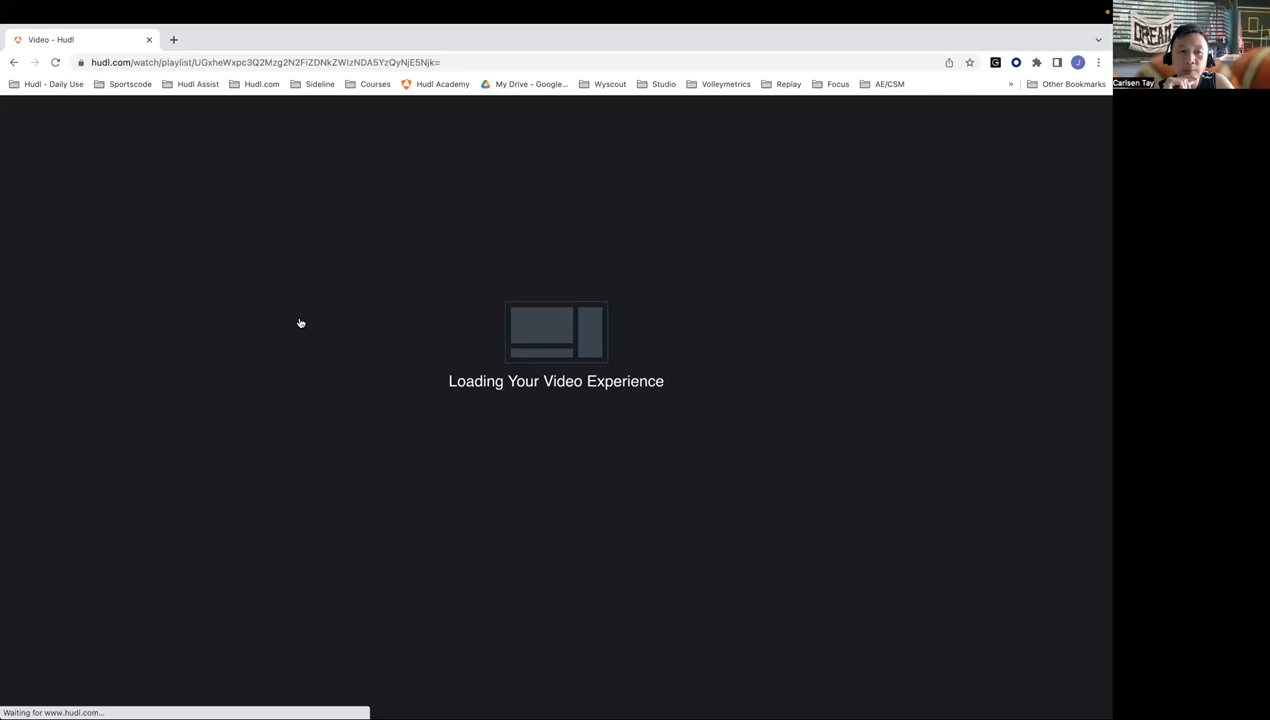 Video - Hudl
hudl.com/watch/playlist/UGxheWxpc3Q2Mzg2N2FiZDNkZWIzNDA5YzQyNjE5Njk=
Hudl - Daily Use Sportscode Hudl Assist Hudl.com Sideline Courses Hudl Academy My Drive - Google... Wyscout Studio Volleymetrics Replay Focus AE/CSM » Other Bookmarks
J
DREAM
Carlsen Tay
Loading Your Video Experience
Waiting for www.hudl.com...